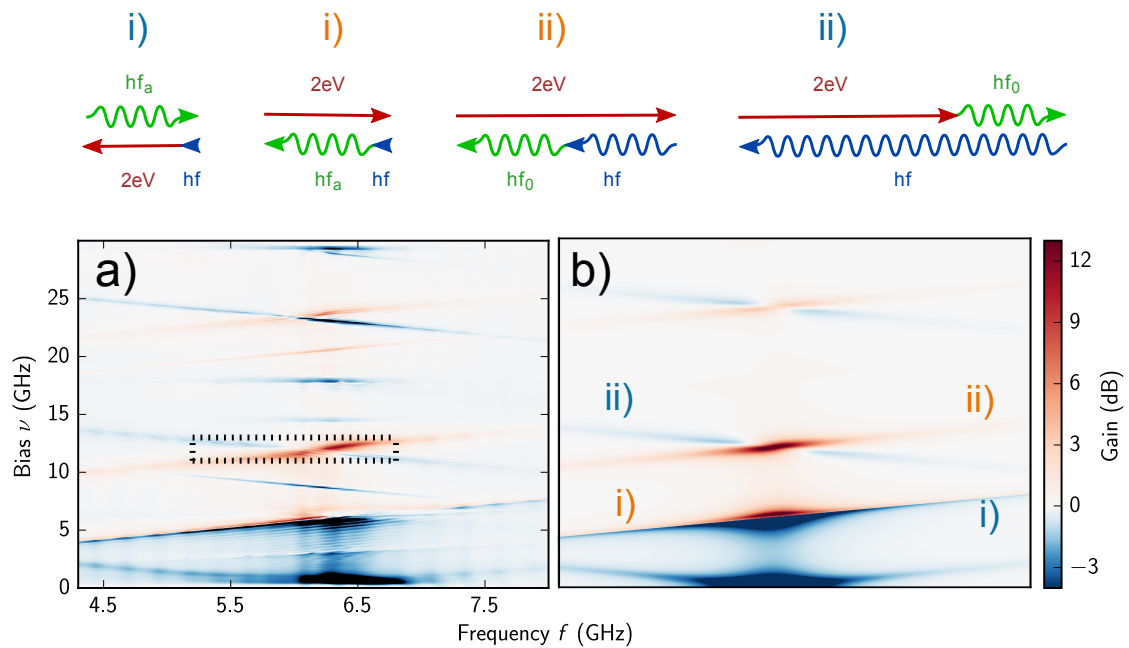 i) i) ii) ii)
hfₐ 2eV 2eV 2eV hf₀
2eV hf hfₐ hf hf₀ hf hf
a) b)
25
20
15
10
5
0
Bias ν (GHz)
4.5 5.5 6.5 7.5
Frequency f (GHz)
ii) ii)
i) i)
12
9
6
3
0
−3
Gain (dB)